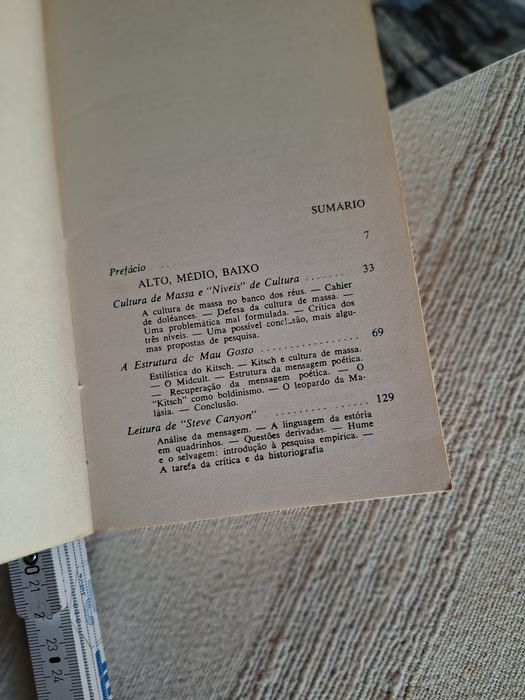 SUMÁRIO
Prefácio .. 7
ALTO, MÉDIO, BAIXO
Cultura de Massa e "Níveis" de Cultura ........ 33
A cultura de massa no banco dos réus. — Cahier
de doléances. — Defesa da cultura de massa. —
Uma problemática mal formulada. — Crítica dos
três níveis. — Uma possível conclusão, mais algu-
mas propostas de pesquisa.
A Estrutura do Mau Gosto .................. 69
Estilística do Kitsch. — Kitsch e cultura de massa.
— O Midcult. — Estrutura da mensagem poética.
— Recuperação da mensagem poética. — O
"Kitsch" como boldinismo. — O leopardo da Ma-
lásia. — Conclusão.
Leitura de "Steve Canyon" ................. 129
Análise da mensagem. — A linguagem da estória
em quadrinhos. — Questões derivadas. — Hume
e o selvagem: introdução à pesquisa empírica. —
A tarefa da crítica e da historiografia
21
23
24